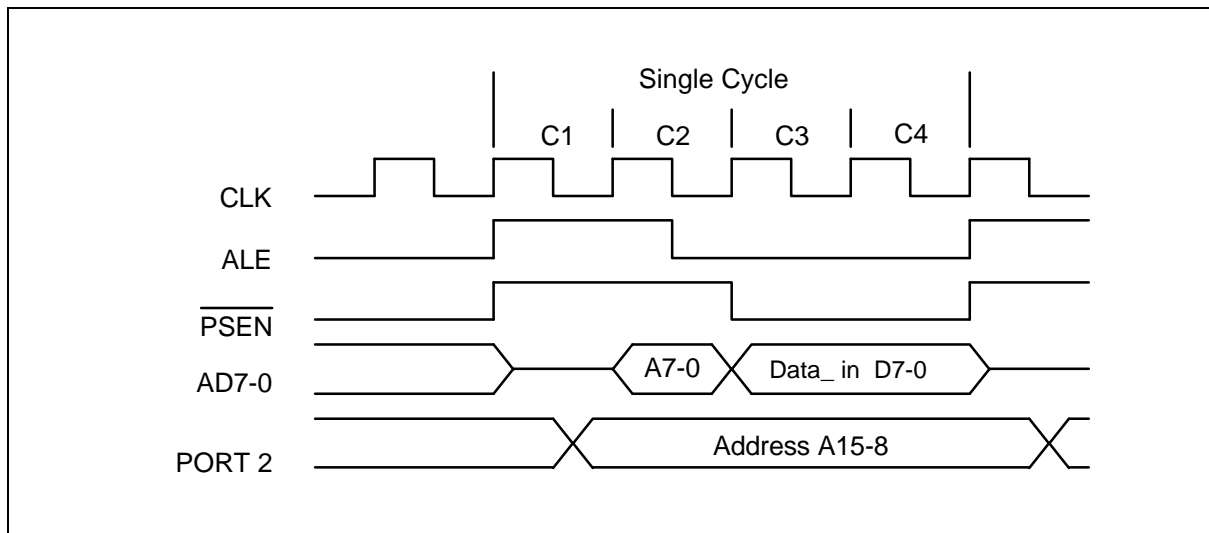 Single Cycle
C1 C2 C3 C4
CLK
ALE
PSEN
AD7-0 A7-0 Data_ in D7-0
PORT 2 Address A15-8